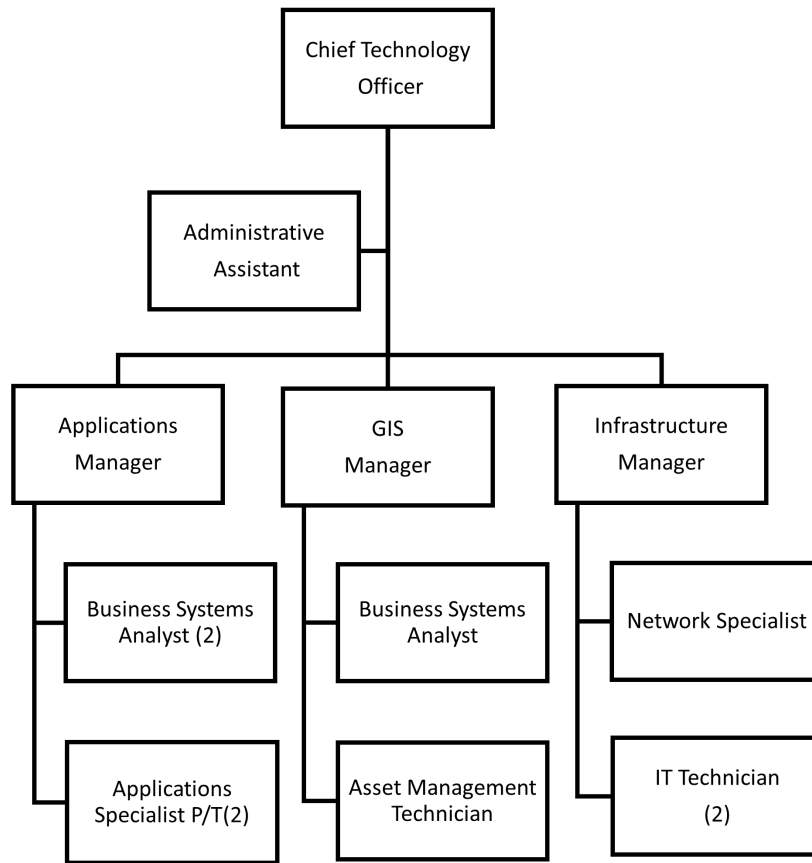 Chief Technology
Officer
Administrative
Assistant
Applications
Manager
GIS
Manager
Infrastructure
Manager
Business Systems
Analyst (2)
Business Systems
Analyst
Network Specialist
Applications
Specialist P/T(2)
Asset Management
Technician
IT Technician
(2)